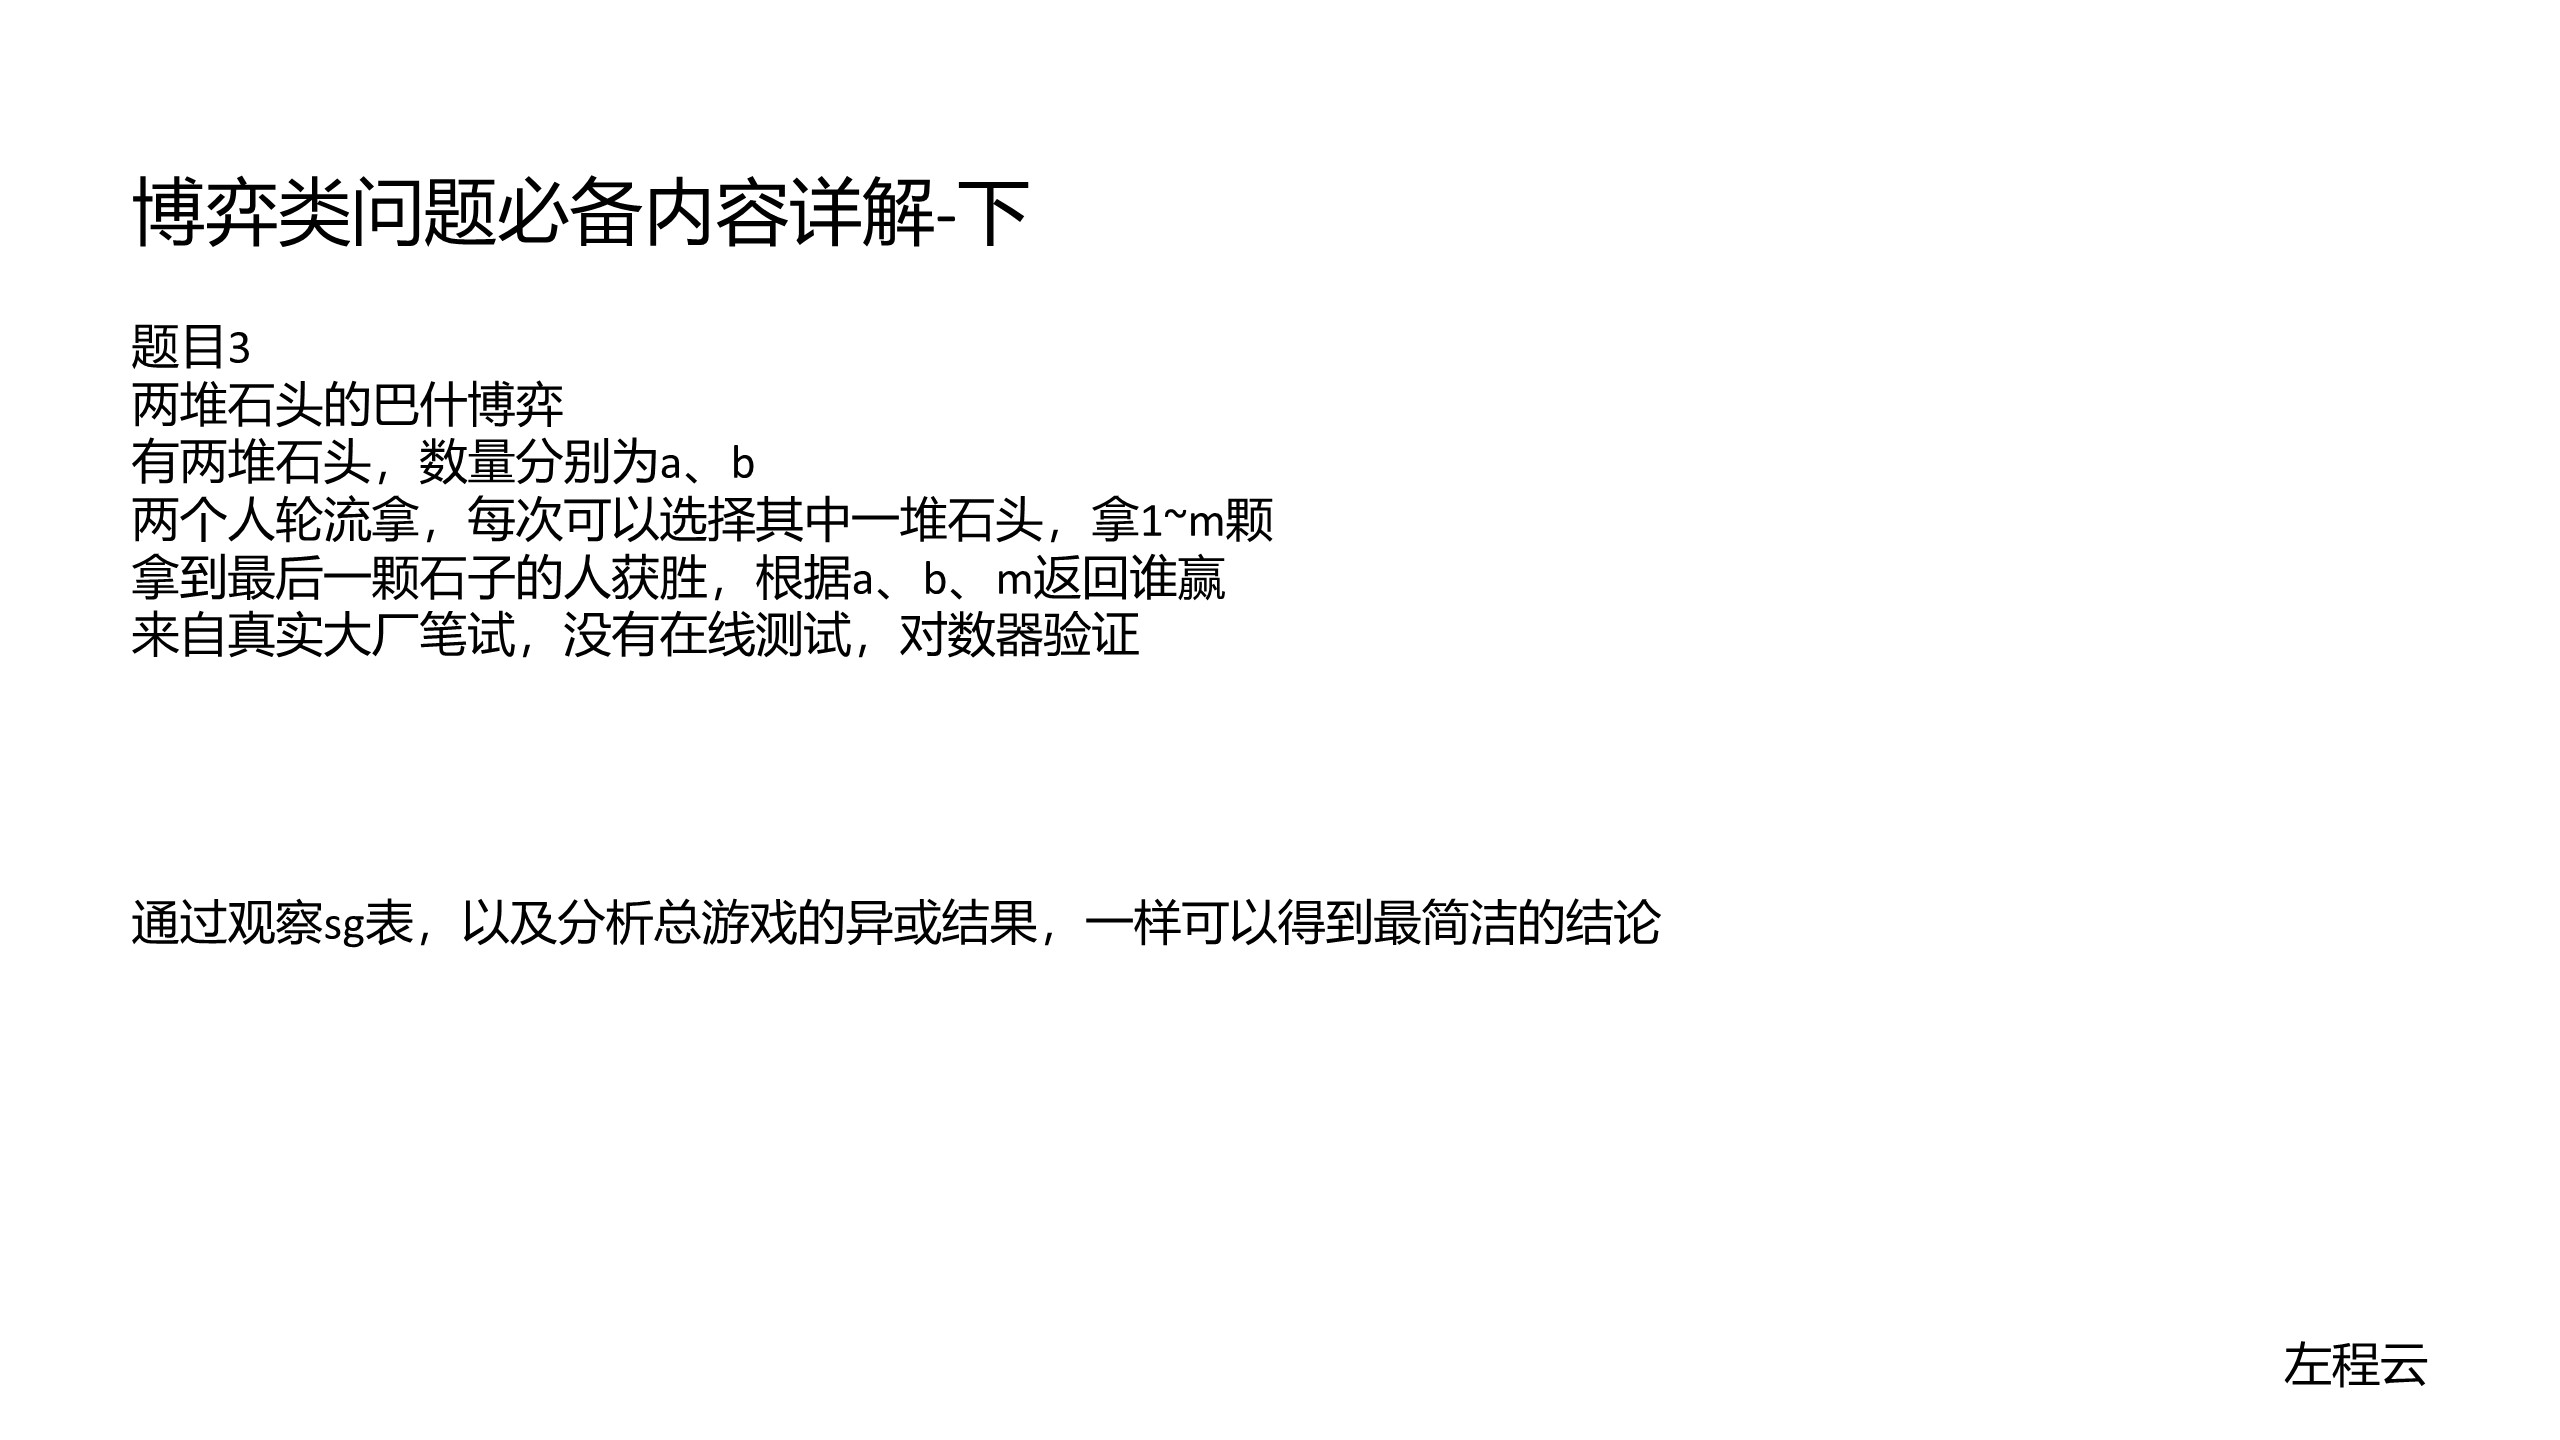 博弈类问题必备内容详解-下
题目3
两堆石头的巴什博弈
有两堆石头，数量分别为a、b
两个人轮流拿，每次可以选择其中一堆石头，拿1~m颗
拿到最后一颗石子的人获胜，根据a、b、m返回谁赢
来自真实大厂笔试，没有在线测试，对数器验证
通过观察sg表，以及分析总游戏的异或结果，一样可以得到最简洁的结论
左程云